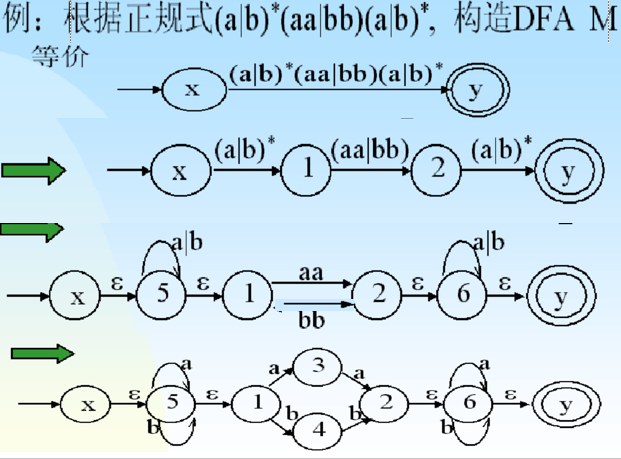 例：根据正规式(a|b)*(aa|bb)(a|b)*, 构造DFA M
等价
x (a|b)*(aa|bb)(a|b)* y
x (a|b)* 1 (aa|bb) 2 (a|b)* y
a|b a|b
x ε 5 ε 1 aa 2 ε 6 ε y
bb
a 3 a
x ε 5 ε 1 a a 2 ε 6 ε y
b b 4 b b